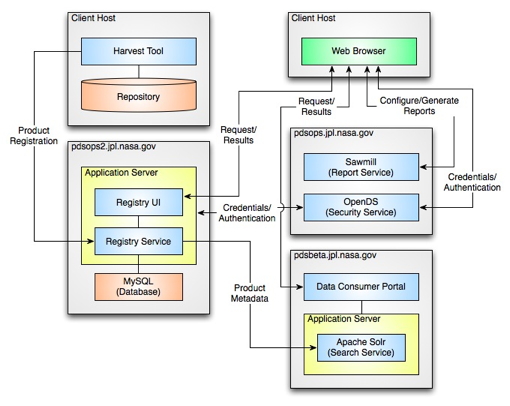 Client Host
Harvest Tool
Repository
Client Host
Web Browser
Product
Registration
Request/
Results
Request/
Results
Configure/Generate
Reports
pdsops2.jpl.nasa.gov
Application Server
Registry UI
Registry Service
MySQL
(Database)
Credentials/
Authentication
pdsops.jpl.nasa.gov
Sawmill
(Report Service)
OpenDS
(Security Service)
Credentials/
Authentication
Product
Metadata
pdsbeta.jpl.nasa.gov
Data Consumer Portal
Application Server
Apache Solr
(Search Service)